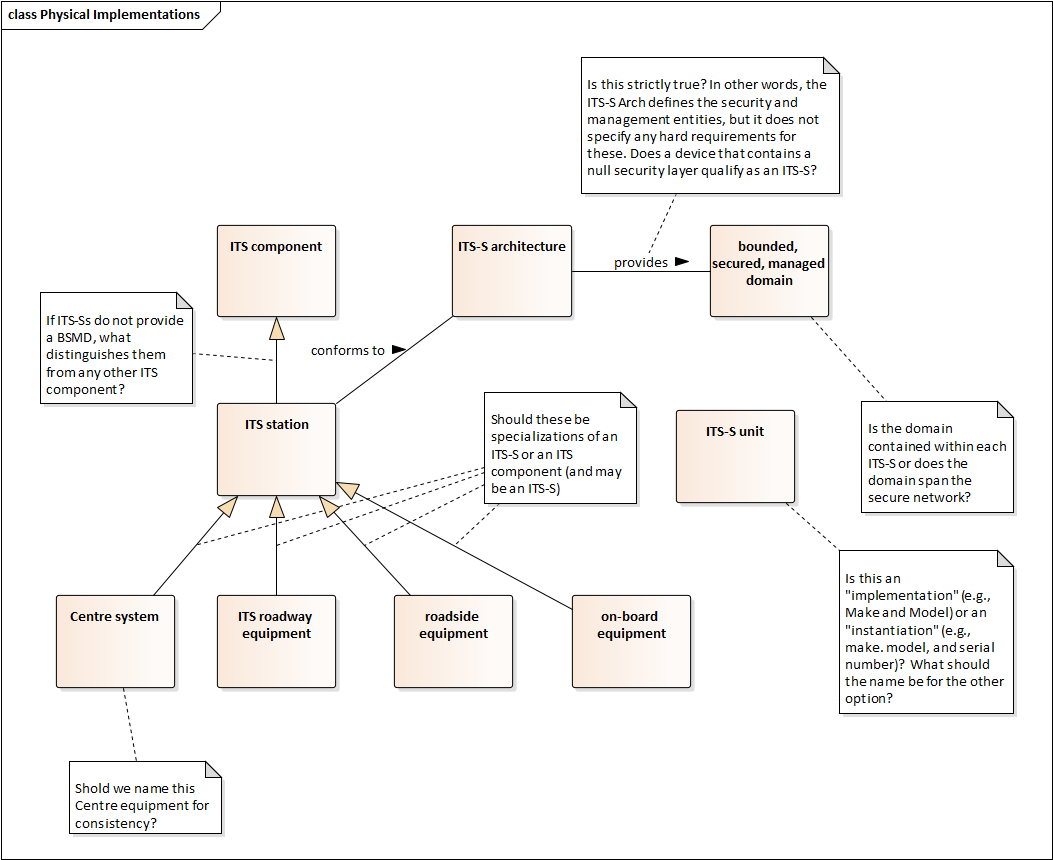 class Physical Implementations
Is this strictly true? In other words, the
ITS-S Arch defines the security and
management entities, but it does not
specify any hard requirements for
these. Does a device that contains a
null security layer qualify as an ITS-S?
ITS component
ITS-S architecture
bounded,
secured, managed
domain
provides
If ITS-Ss do not provide
a BSMD, what
distinguishes them
from any other ITS
component?
conforms to
ITS station
Should these be
specializations of an
ITS-S or an ITS
component (and may
be an ITS-S)
ITS-S unit
Is the domain
contained within each
ITS-S or does the
domain span the
secure network?
Is this an
"implementation" (e.g.,
Make and Model) or an
"instantiation" (e.g.,
make. model, and serial
number)? What should
the name be for the other
option?
Centre system
ITS roadway
equipment
roadside
equipment
on-board
equipment
Shold we name this
Centre equipment for
consistency?